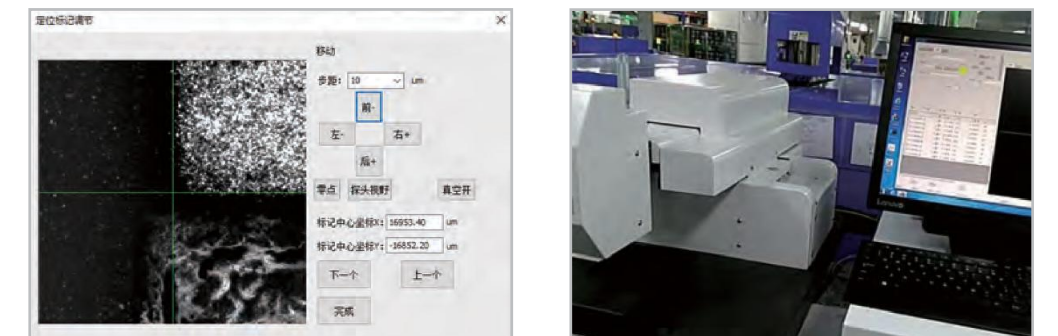 定位标记调节
移动
步距: 10 um
前-
左- 右+
后+
零点 探头视野 真空开
标记中心坐标X: 16953.40 um
标记中心坐标Y: -16852.20 um
下一个 上一个
完成
Lenovo